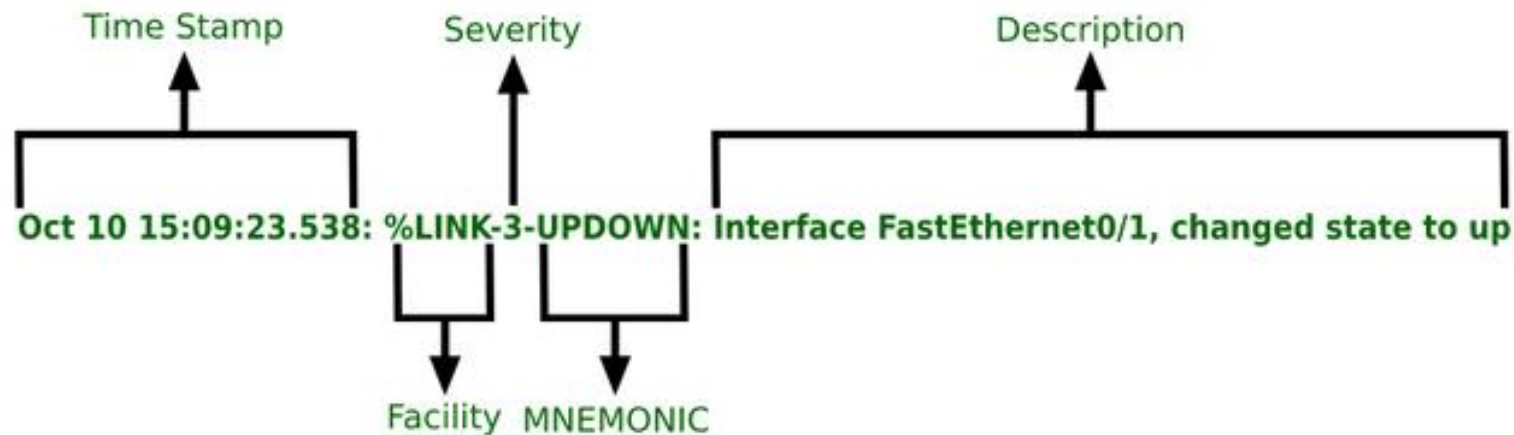 Time Stamp Severity Description
Oct 10 15:09:23.538: %LINK-3-UPDOWN: Interface FastEthernet0/1, changed state to up
Facility MNEMONIC